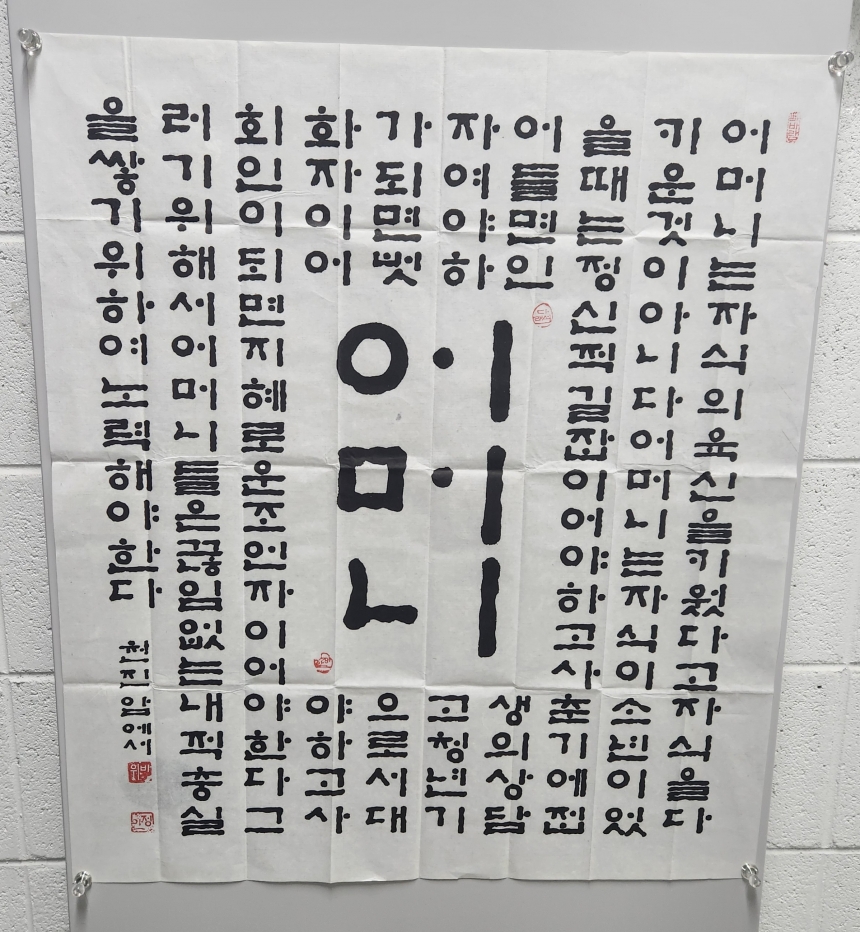 어머니는자식의육신을키웠다고자식을다
키운것이아니다어머니는자식이소년이있
을때는정신적길잡이어야하고사춘기에접
어들면인생의상담
자여야하고청년기
가되면벗으로서대
화자이어야하고사
회인이되면지혜로운조언자이어야한다그
러기위해서어머니들은끊임없는내적충실
을쌓기위하여노력해야한다
천진암에서
어머니